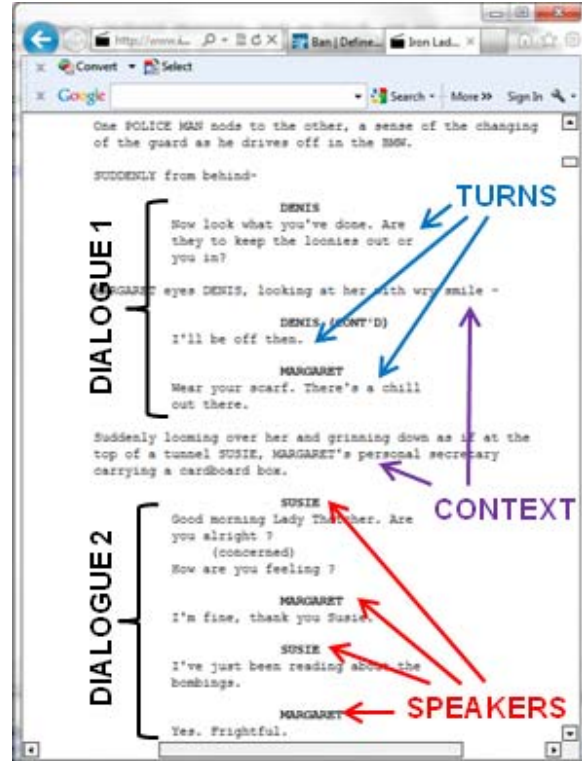 http://www.i...
Ban | Define...
Iron Lad...
x Convert Select
x Google Search More >> Sign In
One POLICE MAN nods to the other, a sense of the changing
of the guard as he drives off in the BMW.
SUDDENLY from behind-
TURNS
DIALOGUE 1
DENIS
Now look what you've done. Are
they to keep the loonies out or
you in?
MARGARET eyes DENIS, looking at her with wry smile -
DENIS (CONT'D)
I'll be off then.
MARGARET
Wear your scarf. There's a chill
out there.
Suddenly looming over her and grinning down as if at the
top of a tunnel SUSIE, MARGARET's personal secretary
carrying a cardboard box.
CONTEXT
DIALOGUE 2
SUSIE
Good morning Lady Thatcher. Are
you alright ?
(concerned)
How are you feeling ?
MARGARET
I'm fine, thank you Susie.
SUSIE
I've just been reading about the
bombings.
SPEAKERS
MARGARET
Yes. Frightful.